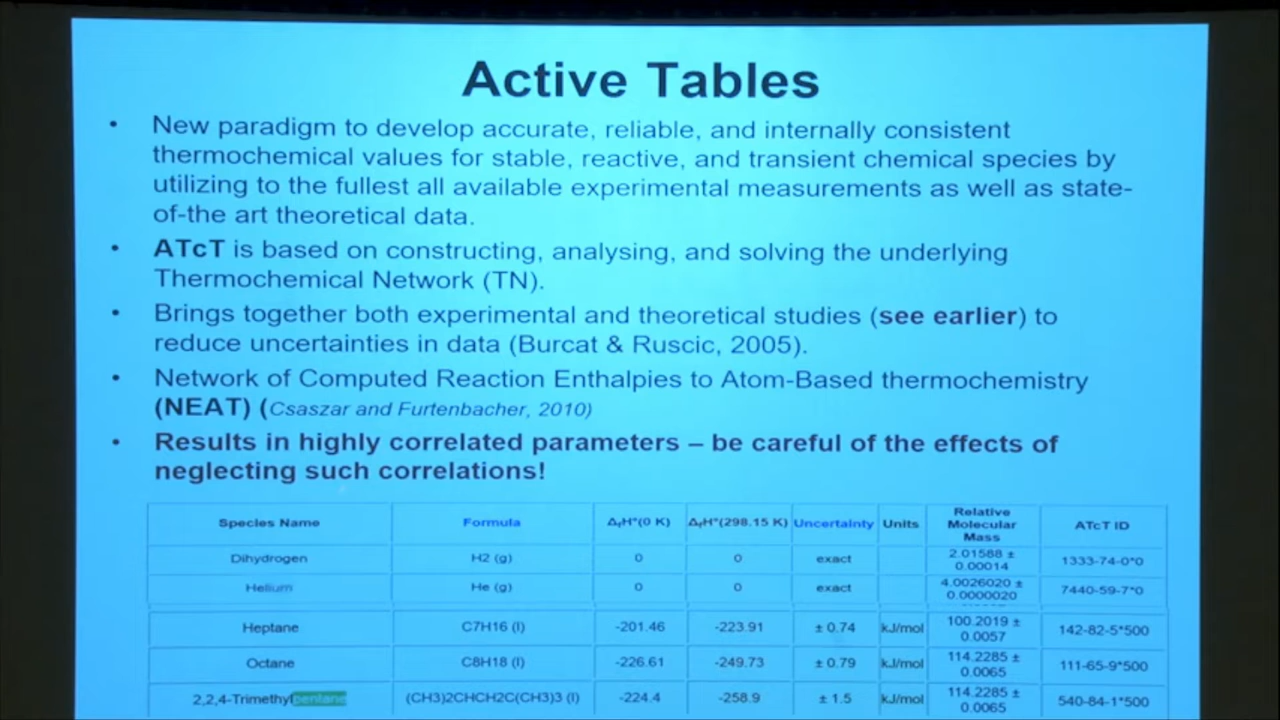 Active Tables
• New paradigm to develop accurate, reliable, and internally consistent
thermochemical values for stable, reactive, and transient chemical species by
utilizing to the fullest all available experimental measurements as well as state-
of-the art theoretical data.
• ATcT is based on constructing, analysing, and solving the underlying
Thermochemical Network (TN).
• Brings together both experimental and theoretical studies (see earlier) to
reduce uncertainties in data (Burcat & Ruscic, 2005).
• Network of Computed Reaction Enthalpies to Atom-Based thermochemistry
(NEAT) (Csaszar and Furtenbacher, 2010)
• Results in highly correlated parameters – be careful of the effects of
neglecting such correlations!
Species Name Formula ΔfH°(0 K) ΔfH°(298.15 K) Uncertainty Units Relative Molecular Mass ATcT ID
Dihydrogen H2 (g) 0 0 exact 2.01588 ± 0.00014 1333-74-0*0
Helium He (g) 0 0 exact 4.0026020 ± 0.0000020 7440-59-7*0
Heptane C7H16 (l) -201.46 -223.91 ± 0.74 kJ/mol 100.2019 ± 0.0057 142-82-5*500
Octane C8H18 (l) -226.61 -249.73 ± 0.79 kJ/mol 114.2285 ± 0.0065 111-65-9*500
2,2,4-Trimethylpentane (CH3)2CHCH2C(CH3)3 (l) -224.4 -258.9 ± 1.5 kJ/mol 114.2285 ± 0.0065 540-84-1*500